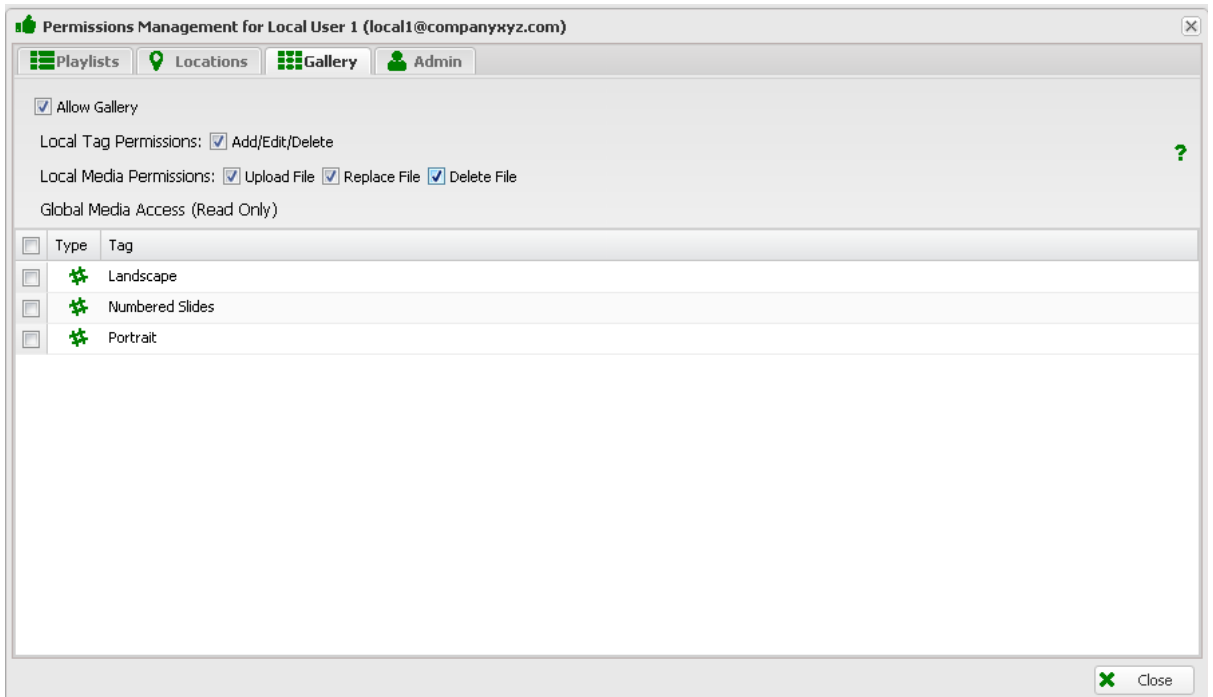 Permissions Management for Local User 1 (local1@companyxyz.com)
Playlists Locations Gallery Admin
Allow Gallery
Local Tag Permissions: Add/Edit/Delete
?
Local Media Permissions: Upload File Replace File Delete File
Global Media Access (Read Only)
Type Tag
Landscape
Numbered Slides
Portrait
Close